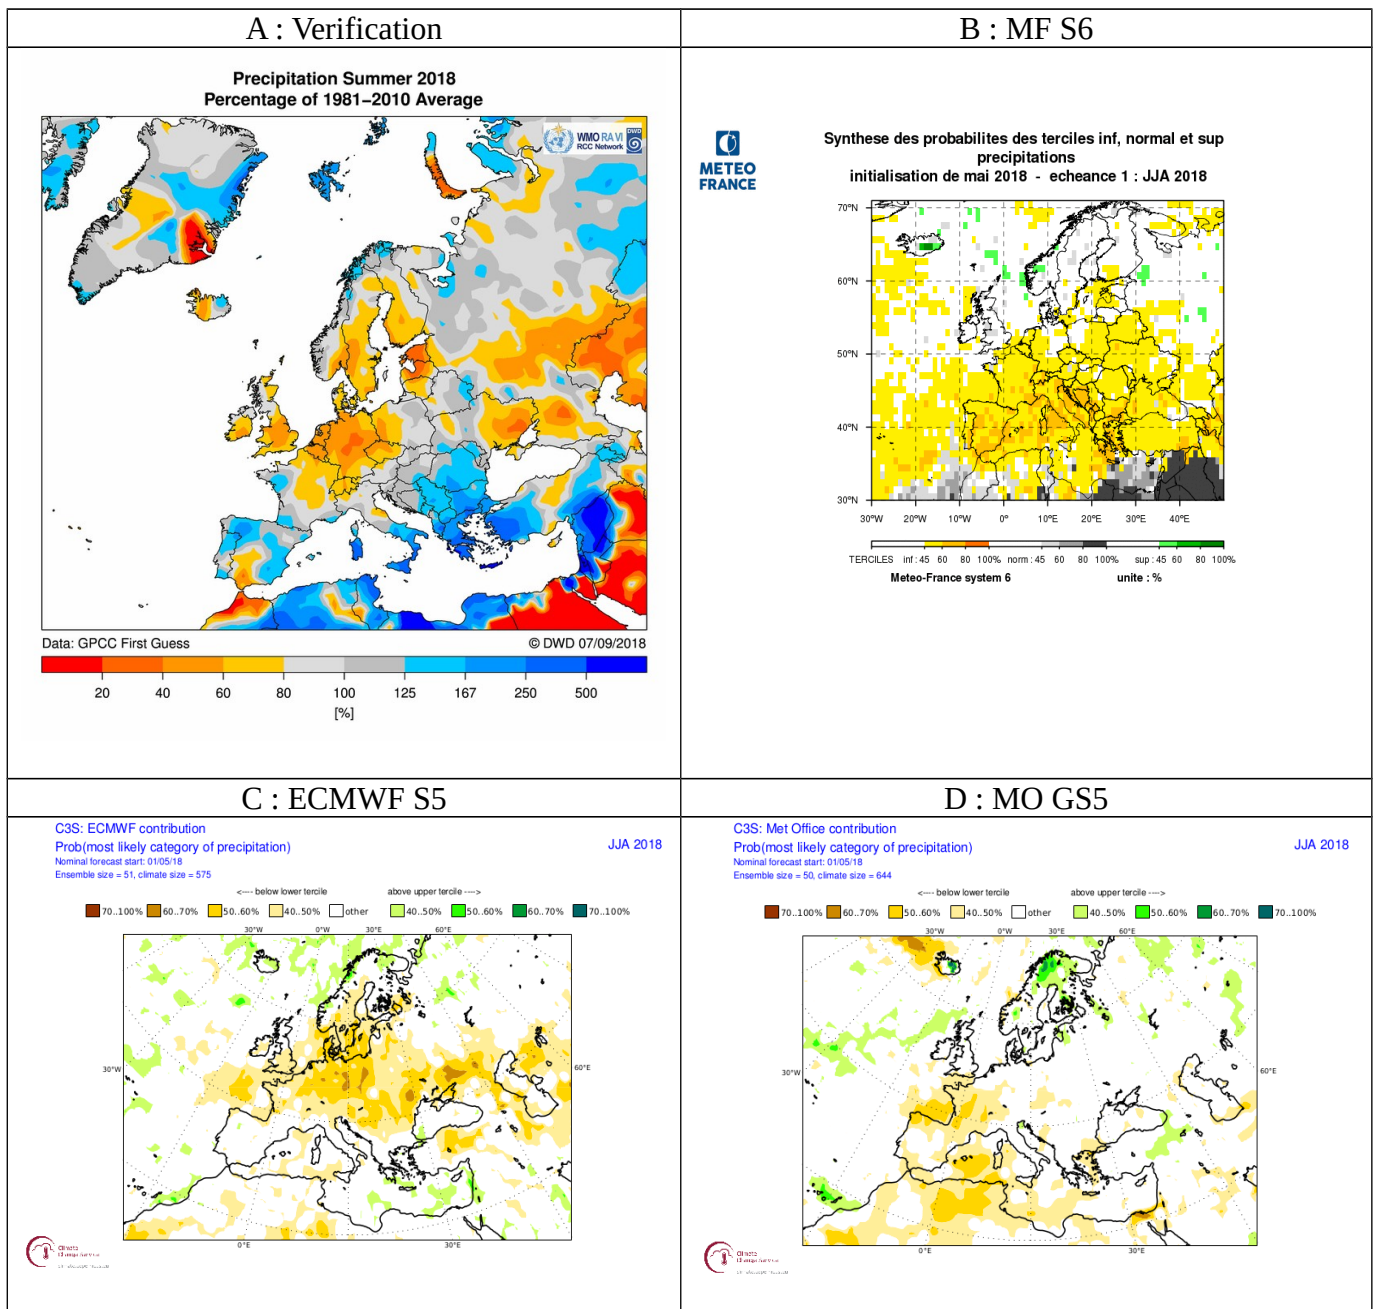 A : Verification
B : MF S6
Precipitation Summer 2018
Percentage of 1981–2010 Average
WMO RA VI
RCC Network
DWD
Data: GPCC First Guess
© DWD 07/09/2018
20 40 60 80 100 125 167 250 500
[%]
METEO
FRANCE
Synthese des probabilites des terciles inf, normal et sup
precipitations
initialisation de mai 2018 - echeance 1 : JJA 2018
70°N
60°N
50°N
40°N
30°N
30°W 20°W 10°W 0° 10°E 20°E 30°E 40°E
TERCILES inf : 45 60 80 100% norm : 45 60 80 100% sup : 45 60 80 100%
Meteo-France system 6
unite : %
C : ECMWF S5
D : MO GS5
C3S: ECMWF contribution
Prob(most likely category of precipitation)
JJA 2018
Nominal forecast start: 01/05/18
Ensemble size = 51, climate size = 575
<---- below lower tercile
above upper tercile ---->
70..100% 60..70% 50..60% 40..50% other 40..50% 50..60% 60..70% 70..100%
30°W 0°W 30°E 60°E
30°W
60°E
0°E 30°E
Climate
Change Service
C3S: Met Office contribution
Prob(most likely category of precipitation)
JJA 2018
Nominal forecast start: 01/05/18
Ensemble size = 50, climate size = 644
<---- below lower tercile
above upper tercile ---->
70..100% 60..70% 50..60% 40..50% other 40..50% 50..60% 60..70% 70..100%
30°W 0°W 30°E 60°E
30°W
60°E
0°E 30°E
Climate
Change Service